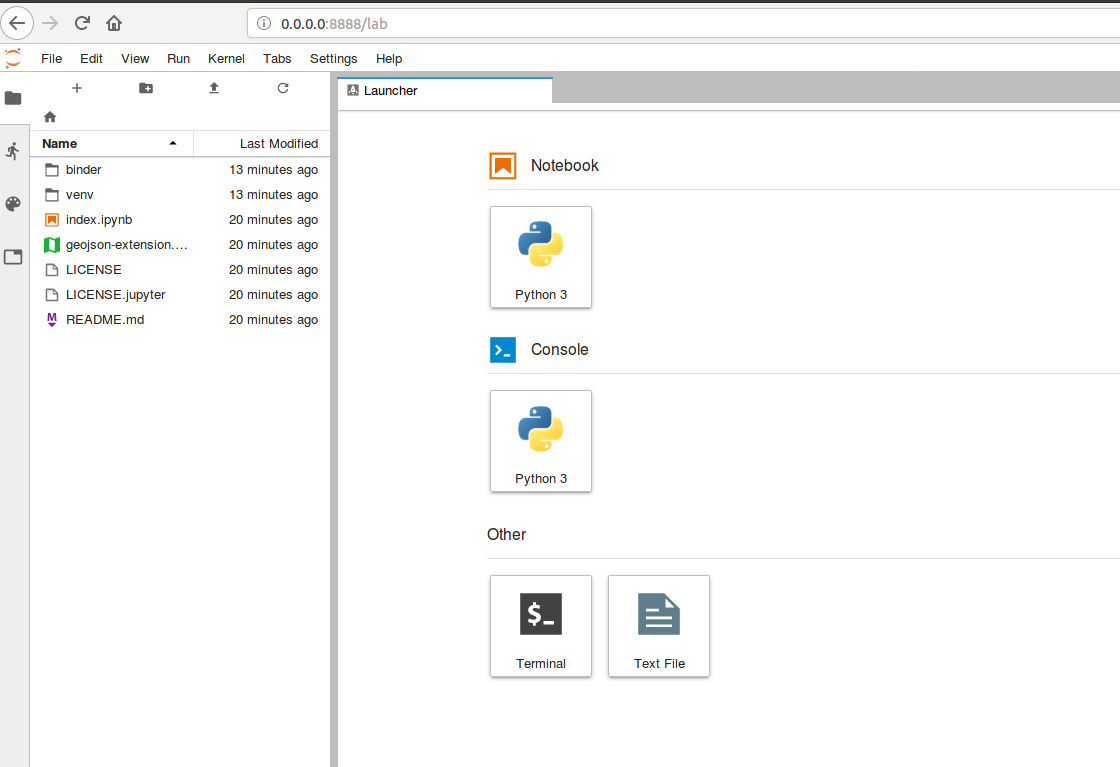 0.0.0.0:8888/lab
File Edit View Run Kernel Tabs Settings Help
Launcher
Name Last Modified
binder 13 minutes ago
venv 13 minutes ago
index.ipynb 20 minutes ago
geojson-extension.... 20 minutes ago
LICENSE 20 minutes ago
LICENSE.jupyter 20 minutes ago
README.md 20 minutes ago
Notebook
Python 3
Console
Python 3
Other
$_
Terminal Text File